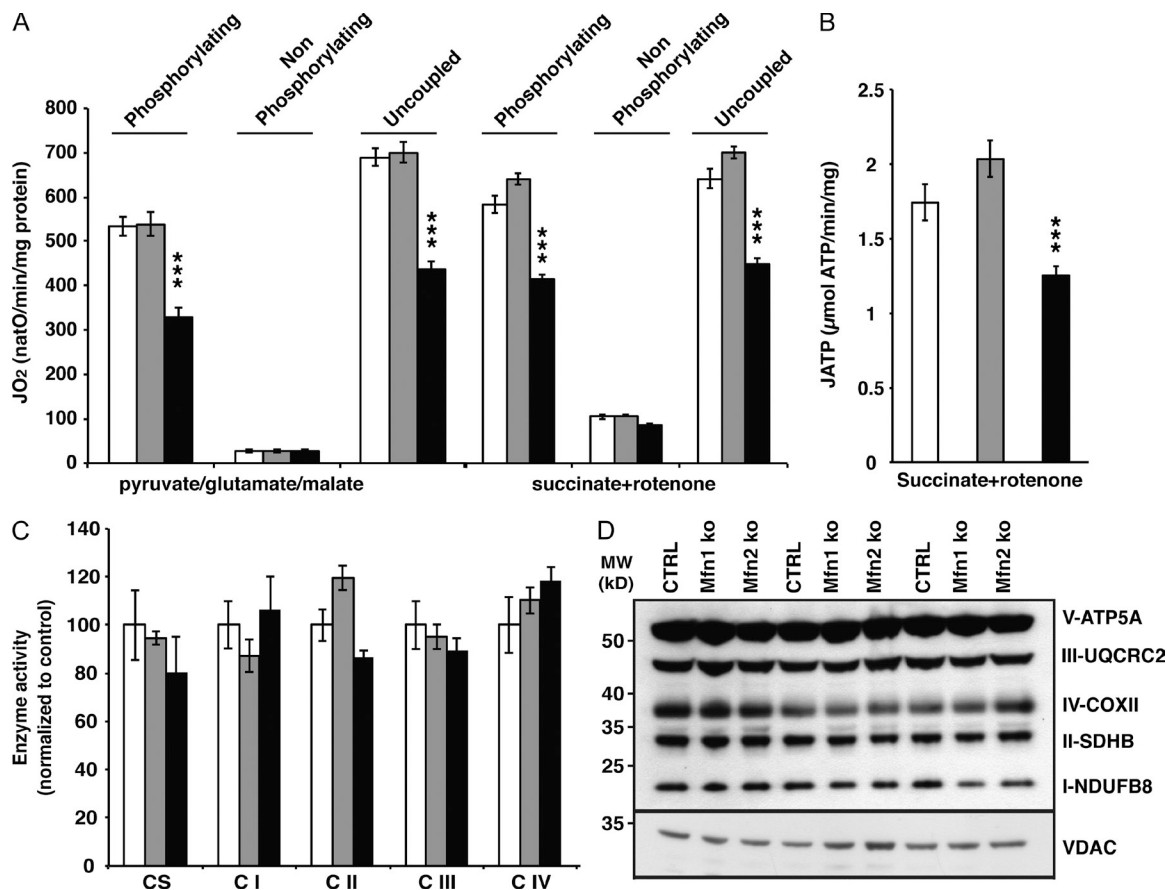 A
Phosphorylating
Non
Phosphorylating
Uncoupled
Phosphorylating
Non
Phosphorylating
Uncoupled
JO2 (natO/min/mg protein)
800
700
600
500
400
300
200
100
0
***
***
***
***
pyruvate/glutamate/malate
succinate+rotenone
B
JATP (µmol ATP/min/mg)
2.5
2
1.5
1
0.5
0
***
Succinate+rotenone
C
Enzyme activity
(normalized to control)
140
120
100
80
60
40
20
0
CS
C I
C II
C III
C IV
D
MW
(kD)
CTRL
Mfn1 ko
Mfn2 ko
CTRL
Mfn1 ko
Mfn2 ko
CTRL
Mfn1 ko
Mfn2 ko
50
40
35
25
35
V-ATP5A
III-UQCRC2
IV-COXII
II-SDHB
I-NDUFB8
VDAC